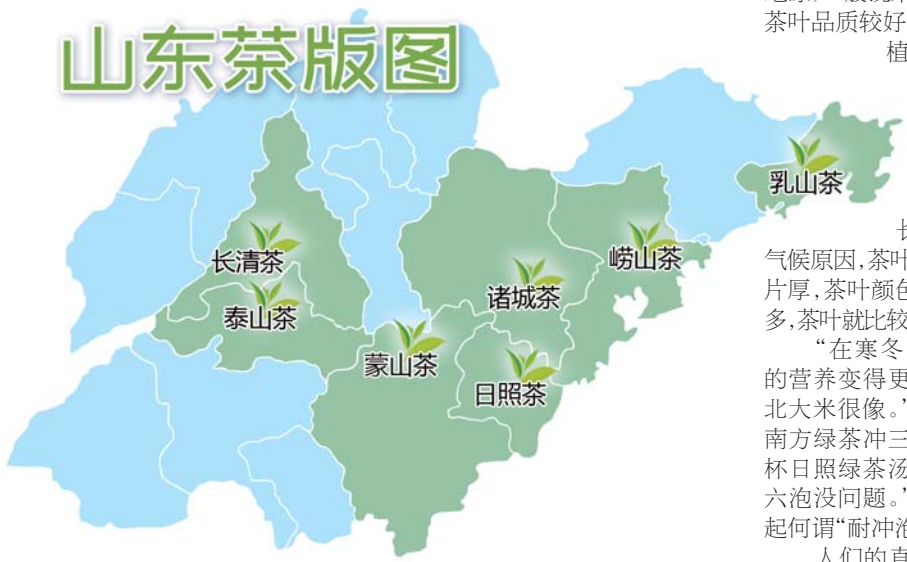 山东茶版图
乳山茶
崂山茶
长清茶
诸城茶
泰山茶
蒙山茶
日照茶
茶叶品质较好
植
气候原因,茶叶
片厚,茶叶颜色
多,茶叶就比较
“在寒冬
的营养变得更
北大米很像。”
南方绿茶冲三
杯日照绿茶汤
六泡没问题。”
起何谓“耐冲泡
人们的直